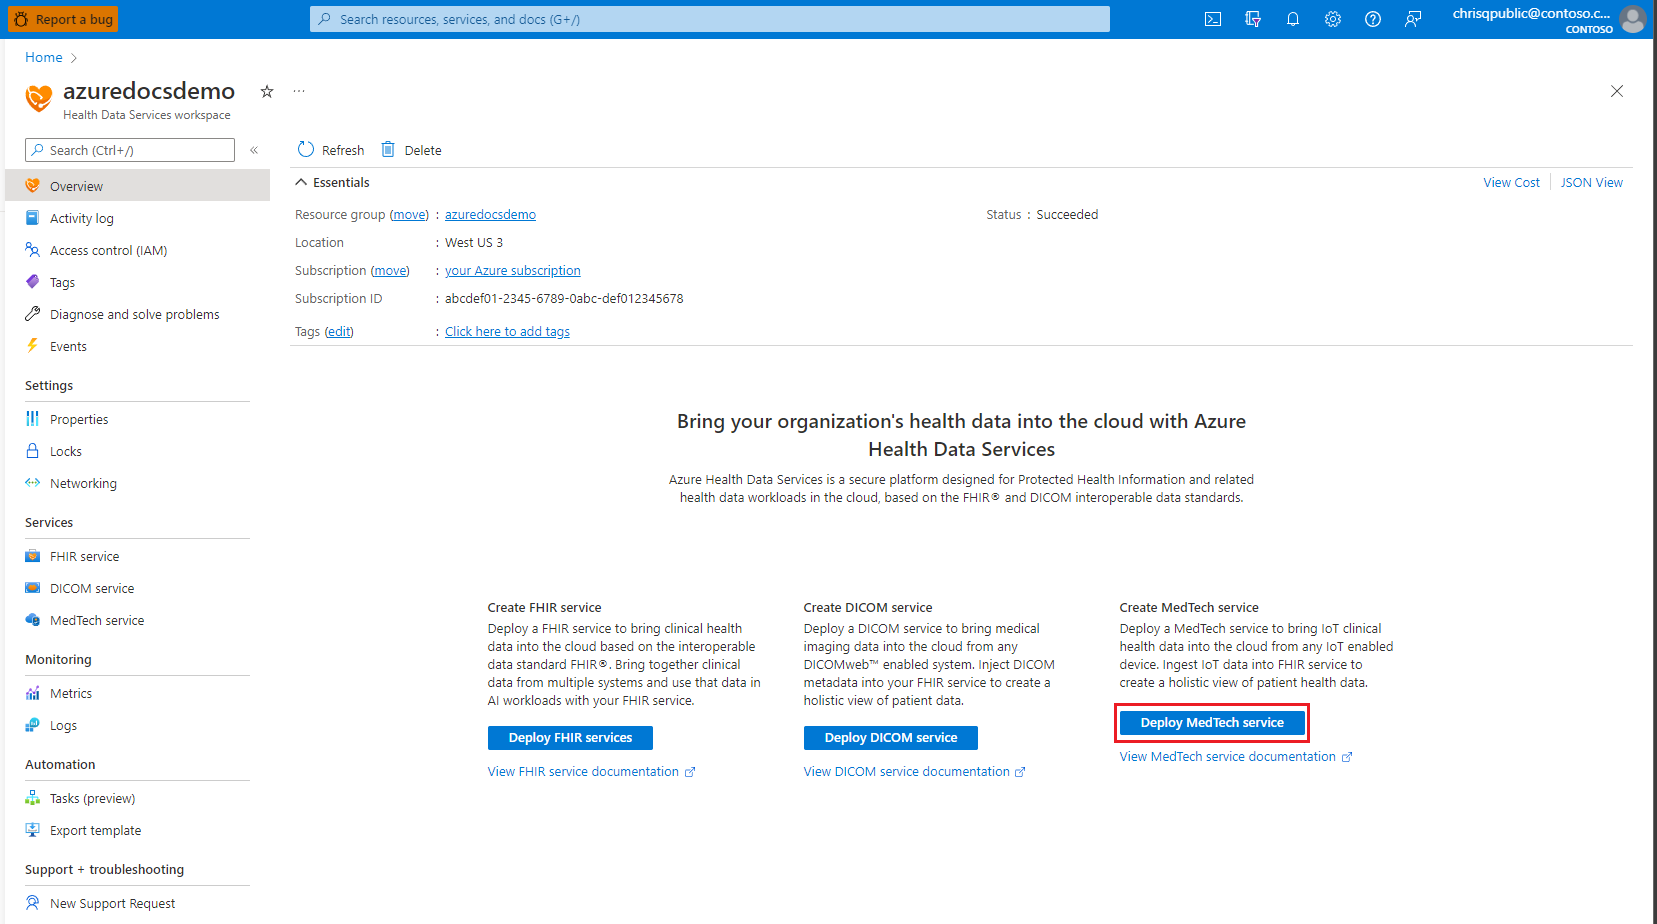 Report a bug
Search resources, services, and docs (G+/)
chrisqpublic@contoso.c...
CONTOSO
Home
azuredocsdemo
...
Health Data Services workspace
Search (Ctrl+/)
«
Refresh
Delete
Overview
Activity log
Access control (IAM)
Tags
Diagnose and solve problems
Events
Settings
Properties
Locks
Networking
Services
FHIR service
DICOM service
MedTech service
Monitoring
Metrics
Logs
Automation
Tasks (preview)
Export template
Support + troubleshooting
New Support Request
Essentials
View Cost
JSON View
Resource group (move) : azuredocsdemo
Status : Succeeded
Location : West US 3
Subscription (move) : your Azure subscription
Subscription ID : abcdef01-2345-6789-0abc-def012345678
Tags (edit) : Click here to add tags
Bring your organization's health data into the cloud with Azure
Health Data Services
Azure Health Data Services is a secure platform designed for Protected Health Information and related
health data workloads in the cloud, based on the FHIR® and DICOM interoperable data standards.
Create FHIR service
Deploy a FHIR service to bring clinical health
data into the cloud based on the interoperable
data standard FHIR®. Bring together clinical
data from multiple systems and use that data in
AI workloads with your FHIR service.
Deploy FHIR services
View FHIR service documentation
Create DICOM service
Deploy a DICOM service to bring medical
imaging data into the cloud from any
DICOMweb™ enabled system. Inject DICOM
metadata into your FHIR service to create a
holistic view of patient data.
Deploy DICOM service
View DICOM service documentation
Create MedTech service
Deploy a MedTech service to bring IoT clinical
health data into the cloud from any IoT enabled
device. Ingest IoT data into FHIR service to
create a holistic view of patient health data.
Deploy MedTech service
View MedTech service documentation